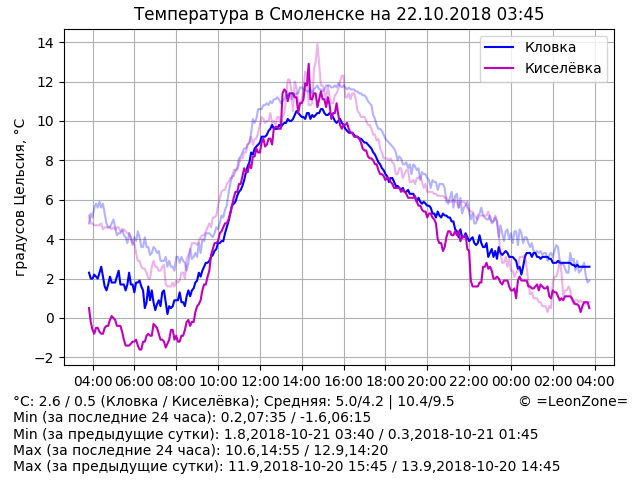 Температура в Смоленске на 22.10.2018 03:45
Кловка
Киселёвка
градусов Цельсия, °C
14
12
10
8
6
4
2
0
−2
04:00 06:00 08:00 10:00 12:00 14:00 16:00 18:00 20:00 22:00 00:00 02:00 04:00
°C: 2.6 / 0.5 (Кловка / Киселёвка); Средняя: 5.0/4.2 | 10.4/9.5 © =LeonZone=
Min (за последние 24 часа): 0.2,07:35 / -1.6,06:15
Min (за предыдущие сутки): 1.8,2018-10-21 03:40 / 0.3,2018-10-21 01:45
Max (за последние 24 часа): 10.6,14:55 / 12.9,14:20
Max (за предыдущие сутки): 11.9,2018-10-20 15:45 / 13.9,2018-10-20 14:45